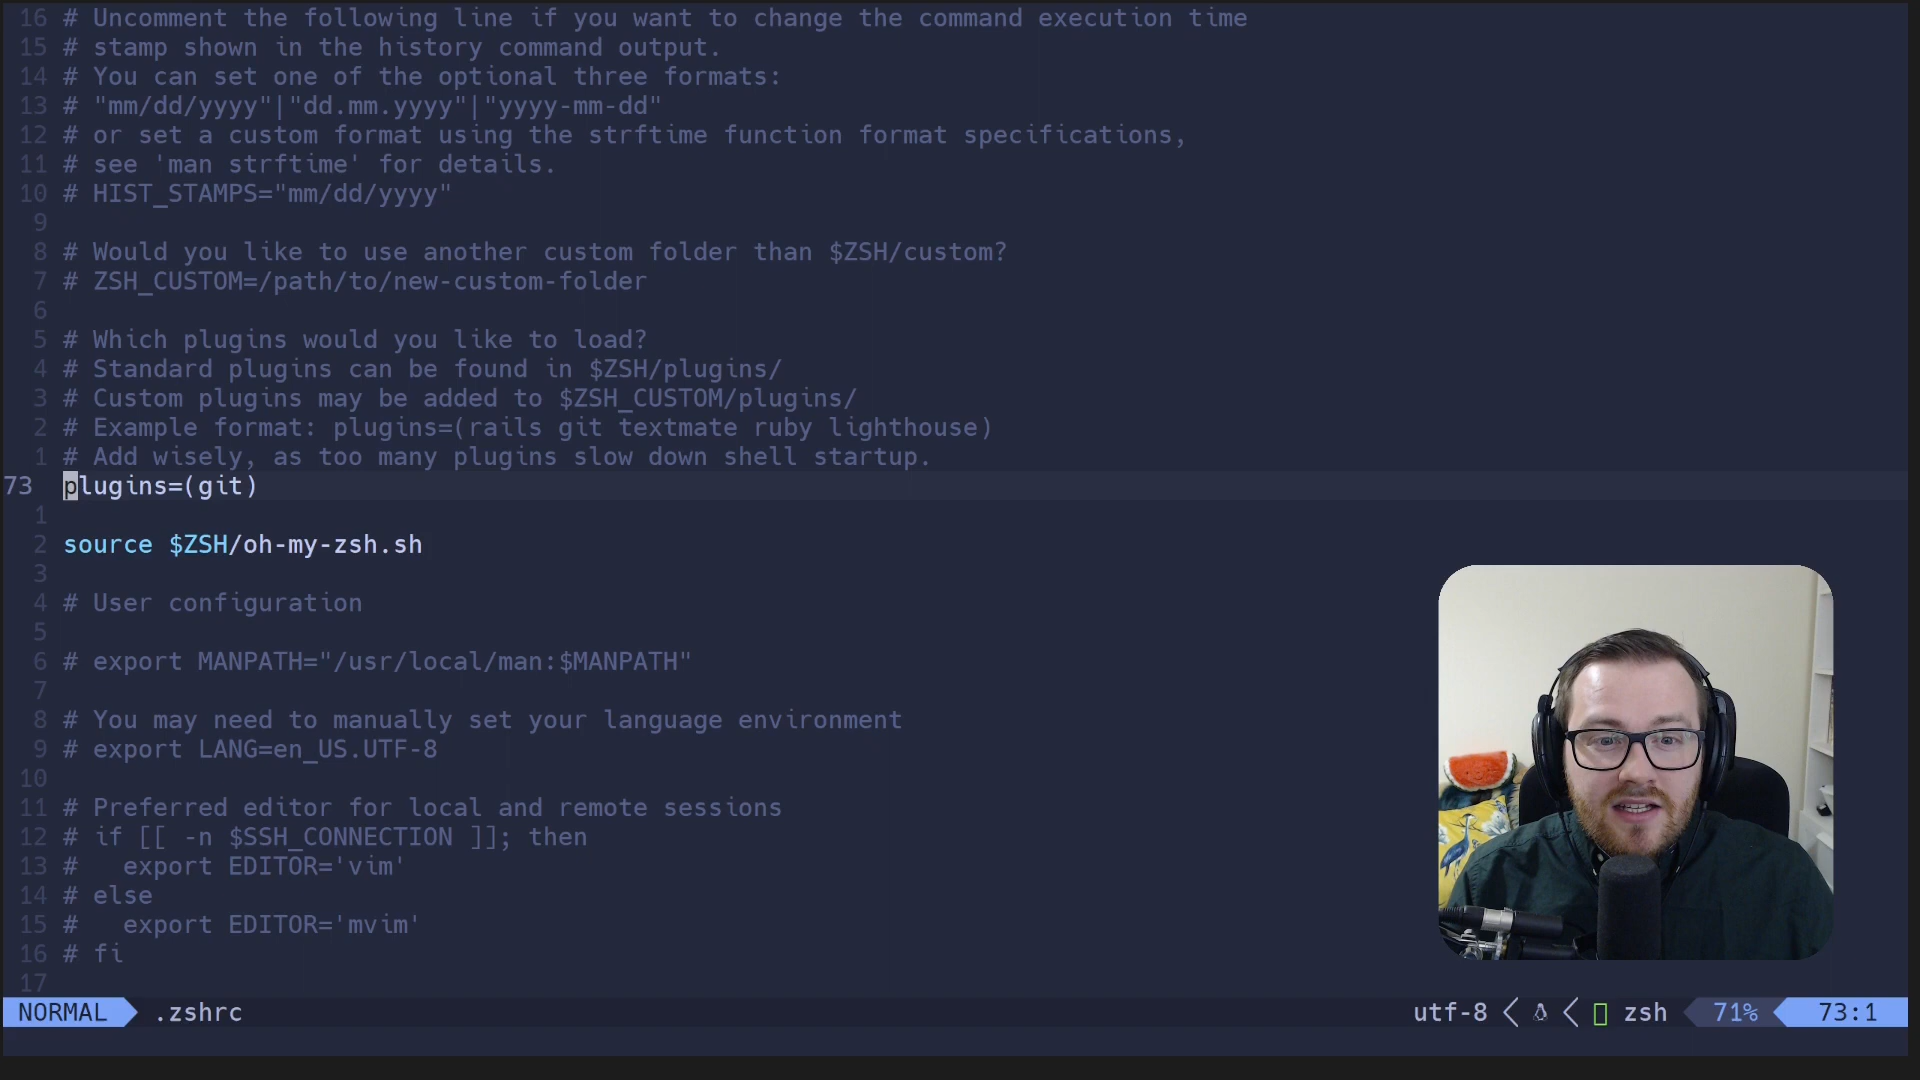 16 # Uncomment the following line if you want to change the command execution time
15 # stamp shown in the history command output.
14 # You can set one of the optional three formats:
13 # "mm/dd/yyyy"|"dd.mm.yyyy"|"yyyy-mm-dd"
12 # or set a custom format using the strftime function format specifications,
11 # see 'man strftime' for details.
10 # HIST_STAMPS="mm/dd/yyyy"
9
8 # Would you like to use another custom folder than $ZSH/custom?
7 # ZSH_CUSTOM=/path/to/new-custom-folder
6
5 # Which plugins would you like to load?
4 # Standard plugins can be found in $ZSH/plugins/
3 # Custom plugins may be added to $ZSH_CUSTOM/plugins/
2 # Example format: plugins=(rails git textmate ruby lighthouse)
1 # Add wisely, as too many plugins slow down shell startup.
73 plugins=(git)
1
2 source $ZSH/oh-my-zsh.sh
3
4 # User configuration
5
6 # export MANPATH="/usr/local/man:$MANPATH"
7
8 # You may need to manually set your language environment
9 # export LANG=en_US.UTF-8
10
11 # Preferred editor for local and remote sessions
12 # if [[ -n $SSH_CONNECTION ]]; then
13 #   export EDITOR='vim'
14 # else
15 #   export EDITOR='mvim'
16 # fi
17
NORMAL .zshrc utf-8 zsh 71% 73:1